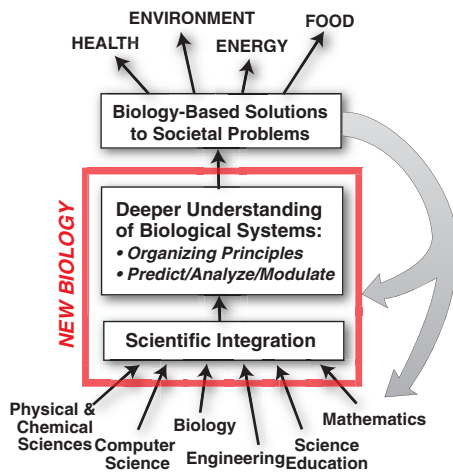 ENVIRONMENT
FOOD
HEALTH
ENERGY
Biology-Based Solutions
to Societal Problems
NEW BIOLOGY
Deeper Understanding
of Biological Systems:
• Organizing Principles
• Predict/Analyze/Modulate
Scientific Integration
Physical &
Chemical
Sciences
Computer
Science
Biology
Engineering
Science
Education
Mathematics